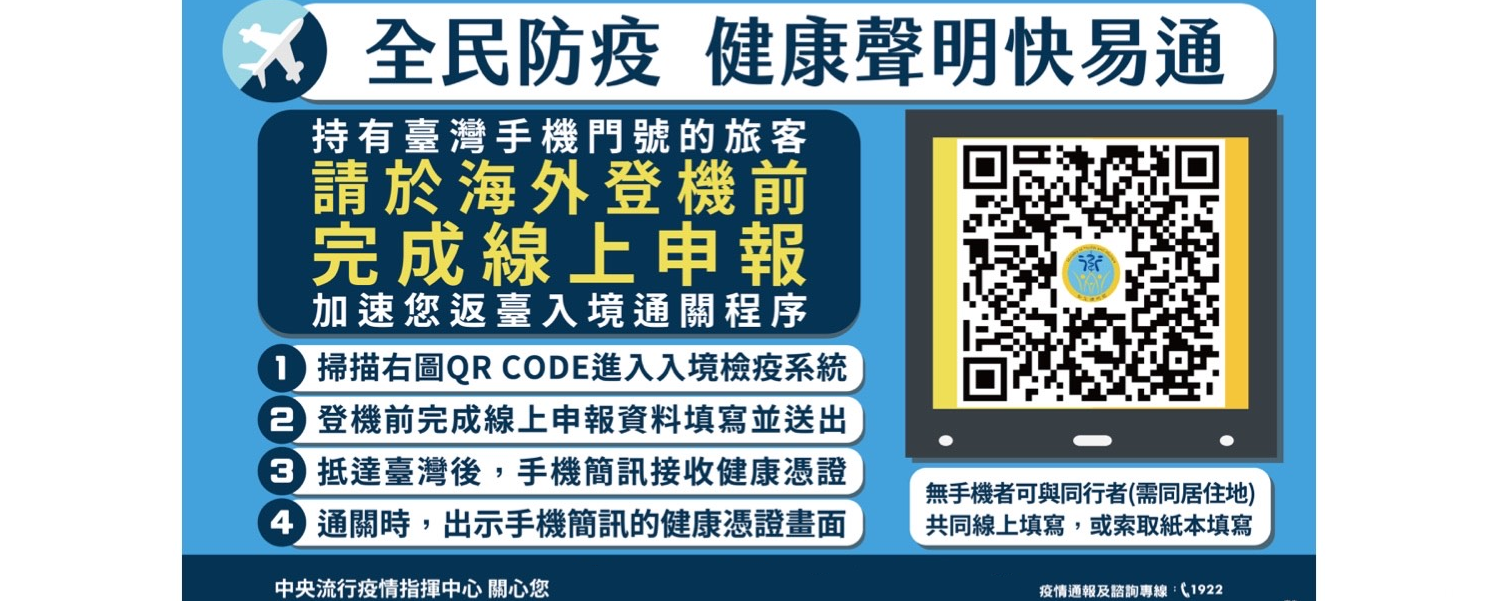 全民防疫 健康聲明快易通
持有臺灣手機門號的旅客
請於海外登機前
完成線上申報
加速您返臺入境通關程序
1 掃描右圖QR CODE進入入境檢疫系統
2 登機前完成線上申報資料填寫並送出
3 抵達臺灣後，手機簡訊接收健康憑證
4 通關時，出示手機簡訊的健康憑證畫面
無手機者可與同行者(需同居住地)
共同線上填寫，或索取紙本填寫
中央流行疫情指揮中心 關心您
疫情通報及諮詢專線：1922